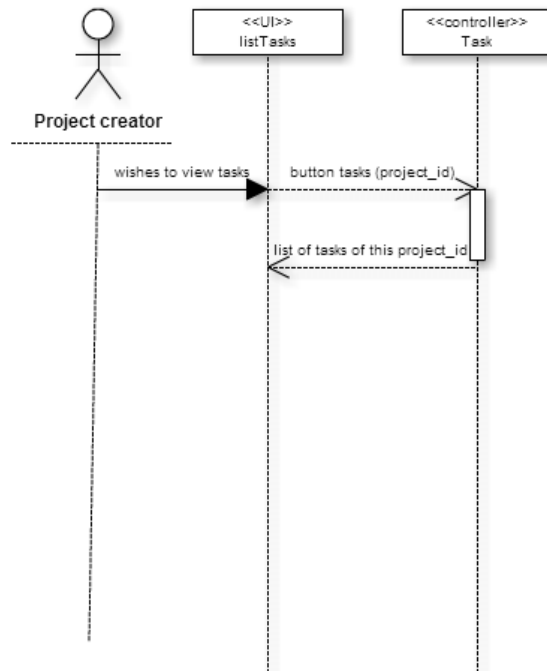 <<UI>>
listTasks
<<controller>>
Task
Project creator
wishes to view tasks
button tasks (project_id)
list of tasks of this project_id